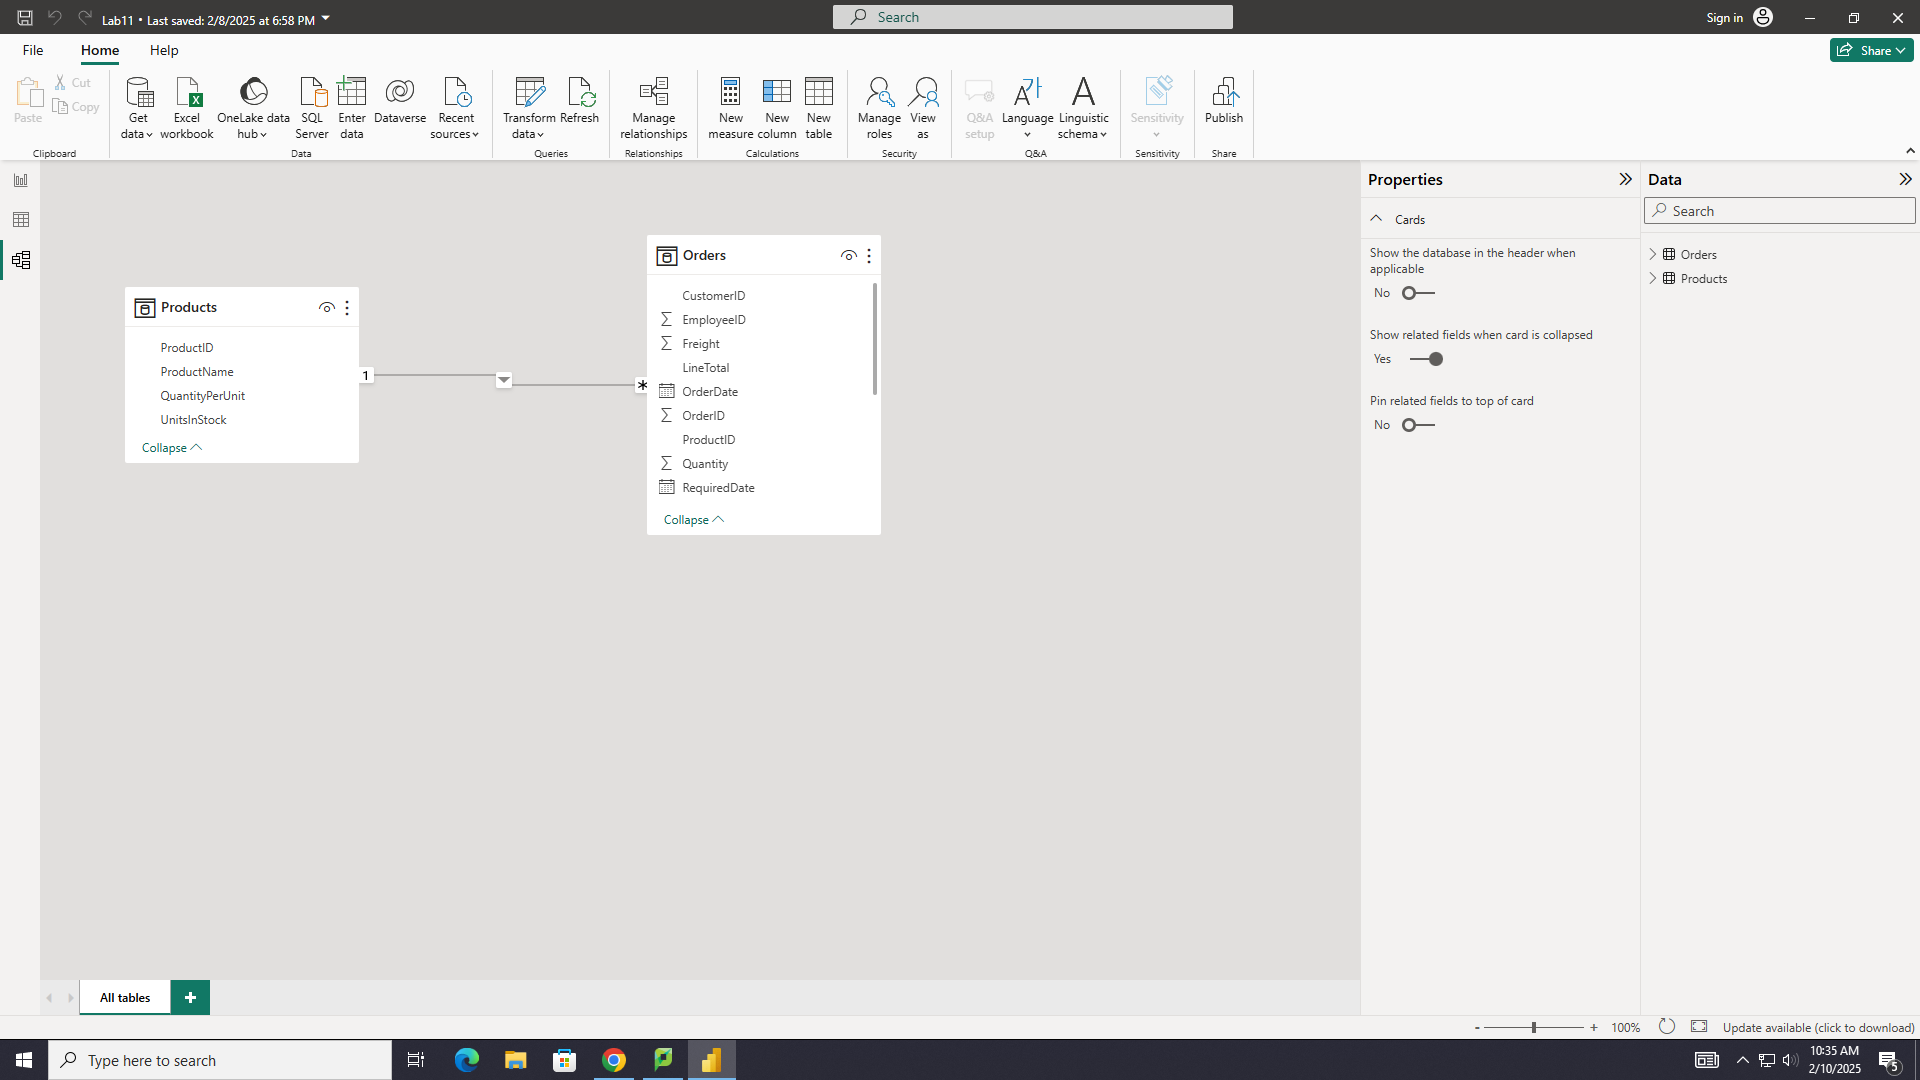 Lab11 • Last saved: 2/8/2025 at 6:58 PM
Search
Sign in
File
Home
Help
Share
Paste
Cut
Copy
Clipboard
Get data
Excel workbook
OneLake data hub
SQL Server
Enter data
Dataverse
Recent sources
Data
Transform data
Refresh
Queries
Manage relationships
Relationships
New measure
New column
New table
Calculations
Manage roles
View as
Security
Q&A setup
Language
Linguistic schema
Q&A
Sensitivity
Sensitivity
Publish
Share
Products
ProductID
ProductName
QuantityPerUnit
UnitsInStock
Collapse
1
*
Orders
CustomerID
EmployeeID
Freight
LineTotal
OrderDate
OrderID
ProductID
Quantity
RequiredDate
Collapse
Properties
Cards
Show the database in the header when
applicable
No
Show related fields when card is collapsed
Yes
Pin related fields to top of card
No
Data
Search
Orders
Products
All tables
+
- + 100%
Update available (click to download)
Type here to search
10:35 AM
2/10/2025
5